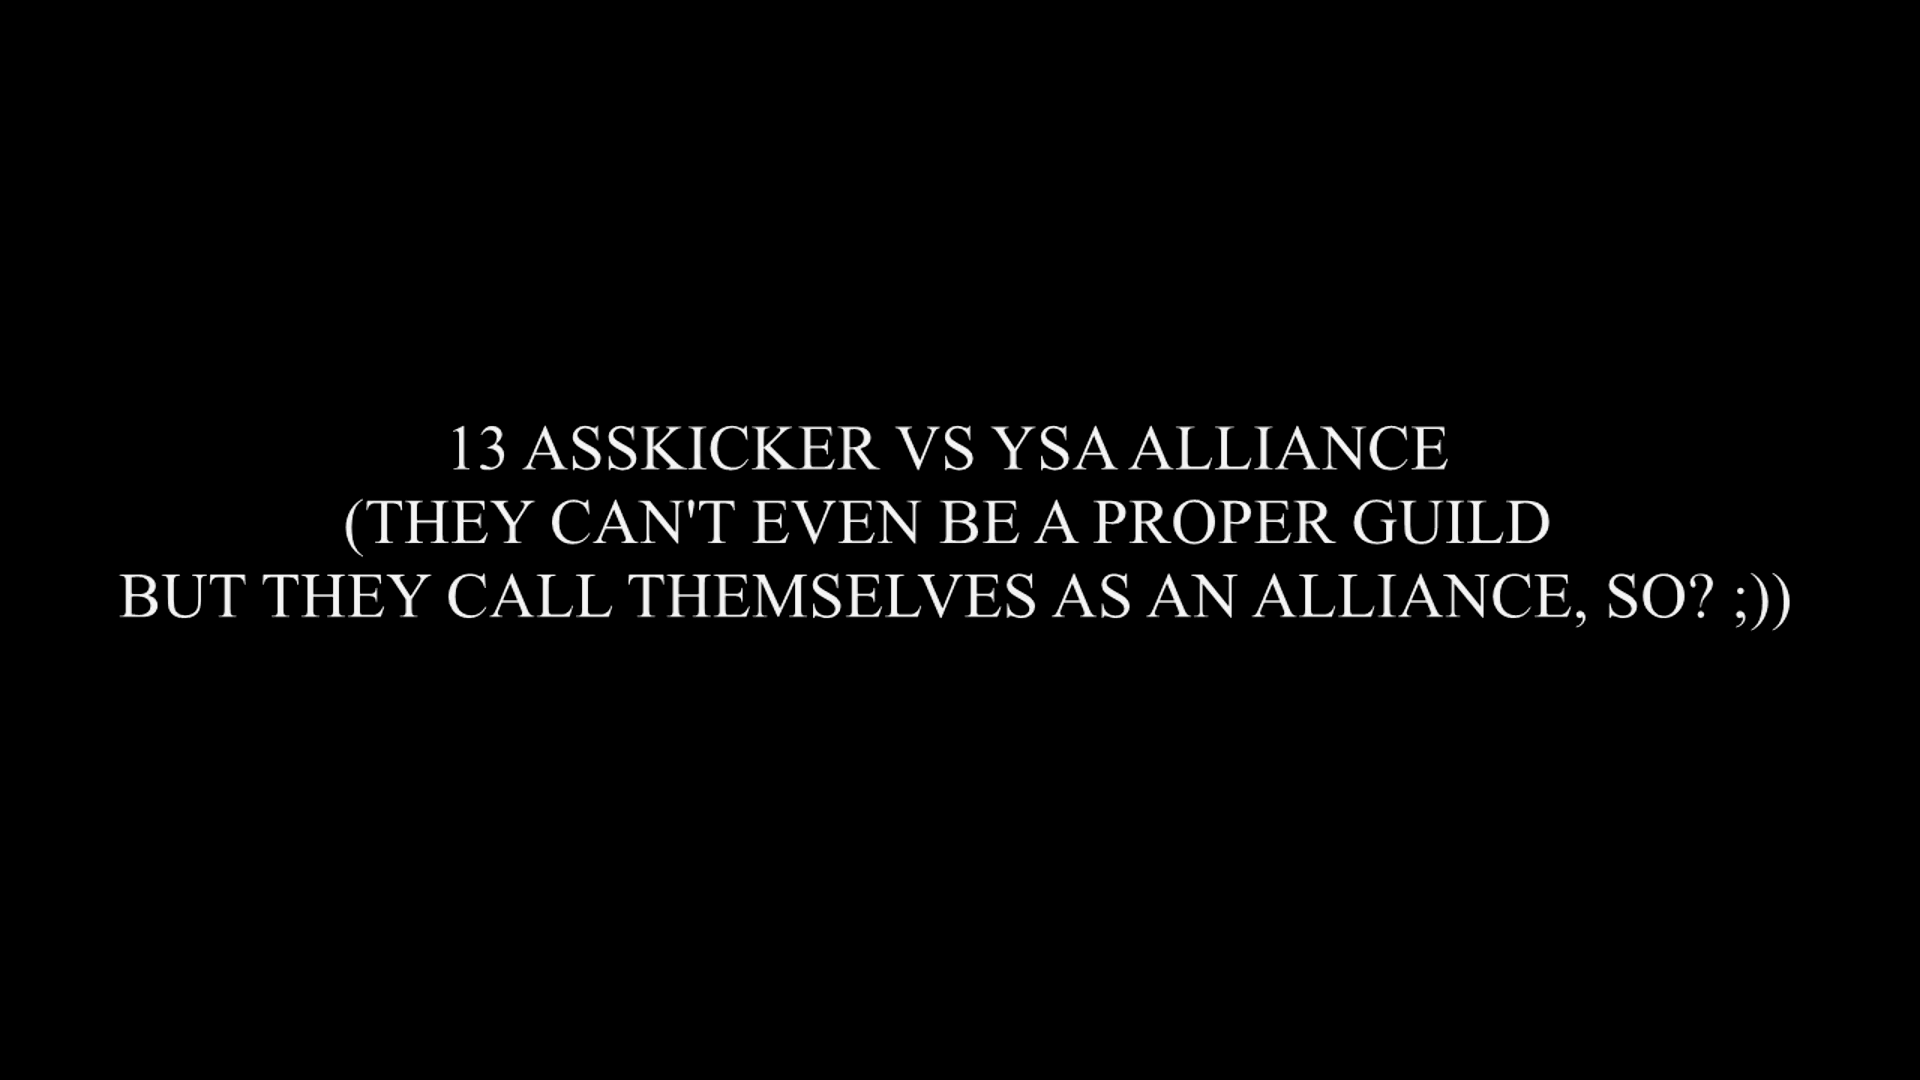 13 ASSKICKER VS YSA ALLIANCE
(THEY CAN'T EVEN BE A PROPER GUILD
BUT THEY CALL THEMSELVES AS AN ALLIANCE, SO? ;))